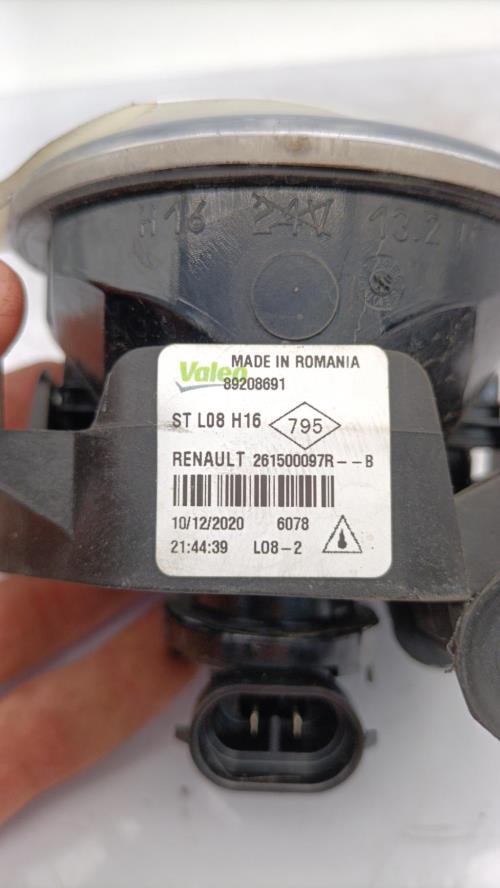 H16 13.2
Valeo MADE IN ROMANIA
89208691
ST L08 H16 795
RENAULT 261500097R--B
10/12/2020 6078
21:44:39 L08-2